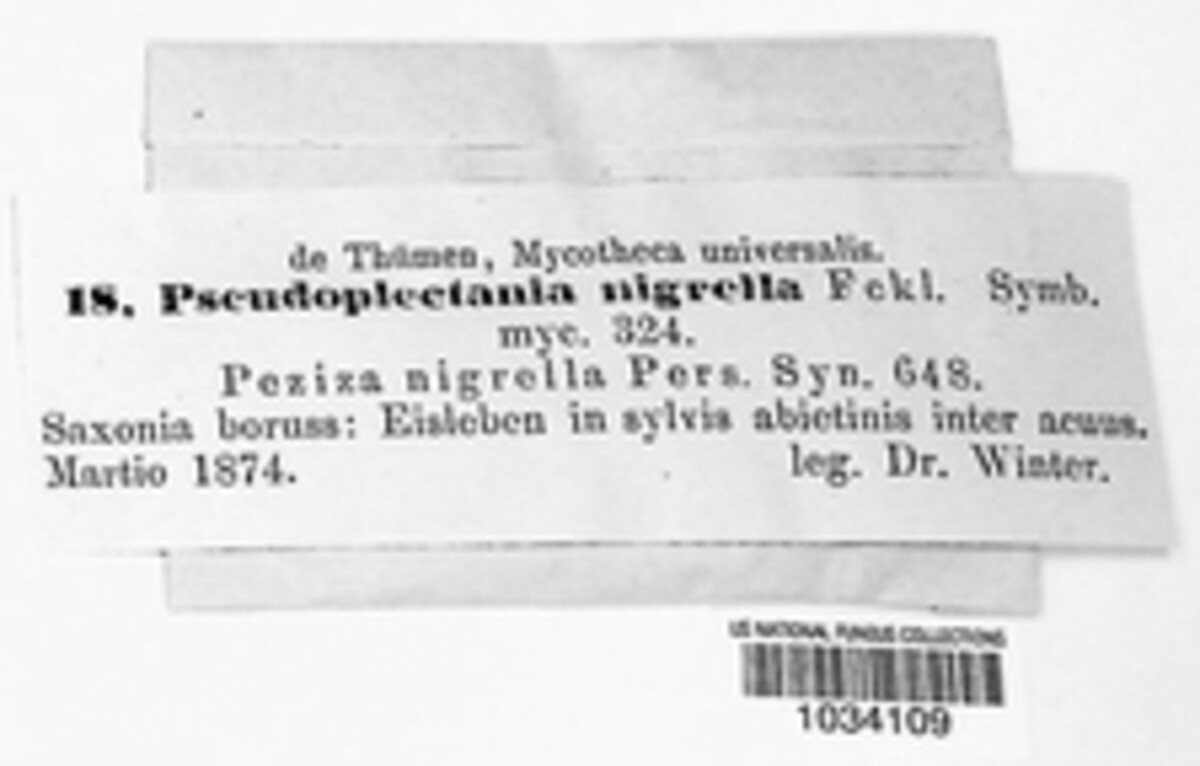 de Thümen, Mycotheca universalis.
18. Pseudoplectania nigrella Fckl. Symb.
myc. 324.
Peziza nigrella Pers. Syn. 648.
Saxonia boruss: Eisleben in sylvis abietinis inter acuus.
Martio 1874. leg. Dr. Winter.
US NATIONAL FUNGUS COLLECTIONS
1034109